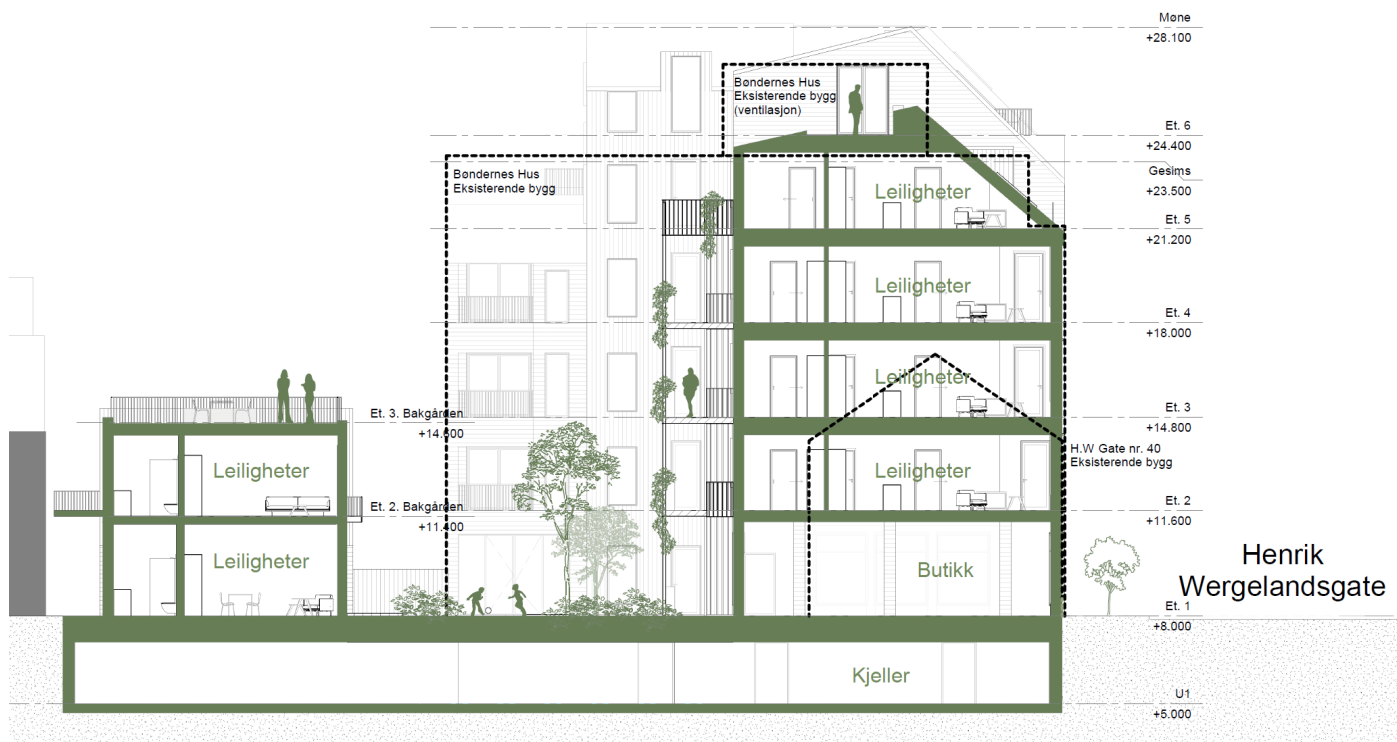 Møne
+28.100
Bøndernes Hus
Eksisterende bygg
(ventilasjon)
Et. 6
+24.400
Bøndernes Hus
Eksisterende bygg
Gesims
+23.500
Leiligheter
Et. 5
+21.200
Leiligheter
Et. 4
+18.000
Leiligheter
Et. 3
+14.800
Et. 3. Bakgården
+14.600
H.W Gate nr. 40
Eksisterende bygg
Leiligheter
Leiligheter
Et. 2
+11.600
Et. 2. Bakgården
+11.400
Leiligheter
Butikk
Henrik
Wergelandsgate
Et. 1
+8.000
Kjeller
U1
+5.000